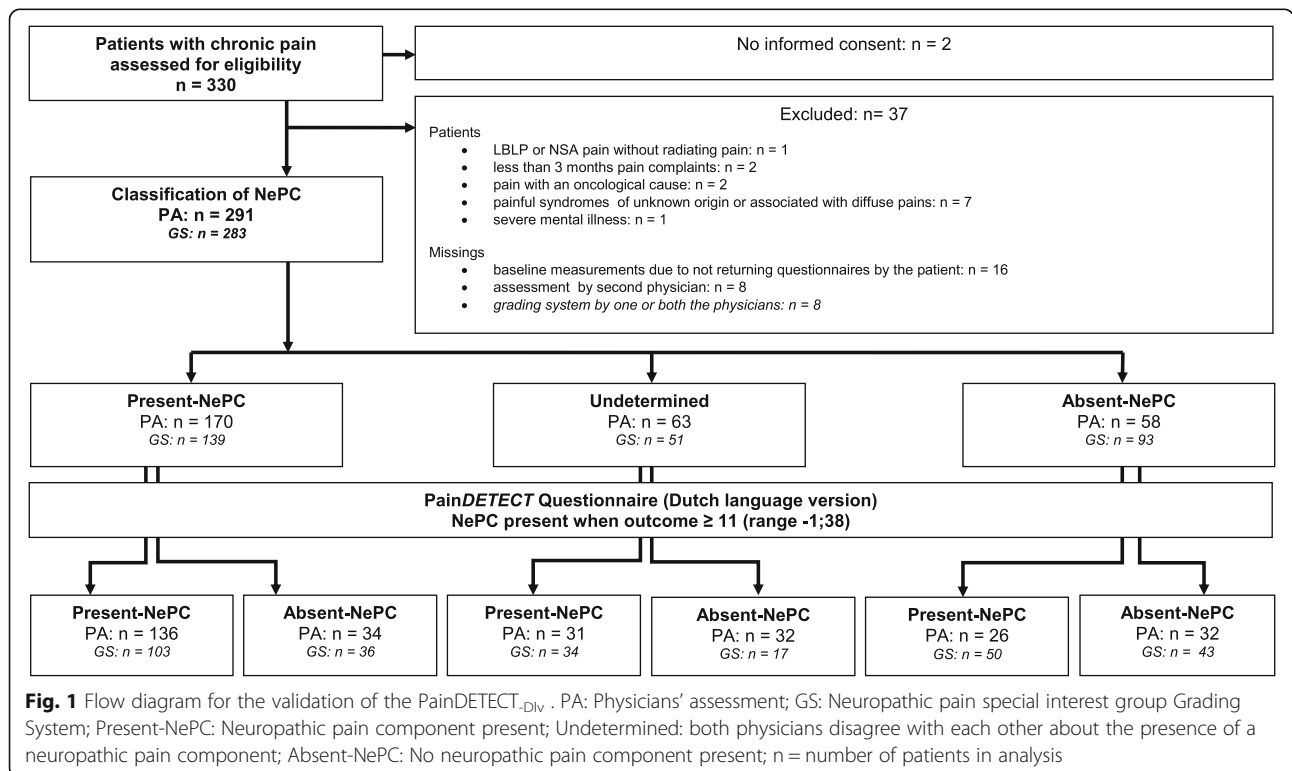 Patients with chronic pain
assessed for eligibility
n = 330
No informed consent: n = 2
Excluded: n= 37
Patients
• LBLP or NSA pain without radiating pain: n = 1
• less than 3 months pain complaints: n = 2
• pain with an oncological cause: n = 2
• painful syndromes of unknown origin or associated with diffuse pains: n = 7
• severe mental illness: n = 1
Missings
• baseline measurements due to not returning questionnaires by the patient: n = 16
• assessment by second physician: n = 8
• grading system by one or both the physicians: n = 8
Classification of NePC
PA: n = 291
GS: n = 283
Present-NePC
PA: n = 170
GS: n = 139
Undetermined
PA: n = 63
GS: n = 51
Absent-NePC
PA: n = 58
GS: n = 93
PainDETECT Questionnaire (Dutch language version)
NePC present when outcome ≥ 11 (range -1;38)
Present-NePC
PA: n = 136
GS: n = 103
Absent-NePC
PA: n = 34
GS: n = 36
Present-NePC
PA: n = 31
GS: n = 34
Absent-NePC
PA: n = 32
GS: n = 17
Present-NePC
PA: n = 26
GS: n = 50
Absent-NePC
PA: n = 32
GS: n = 43
Fig. 1 Flow diagram for the validation of the PainDETECT-Dlv . PA: Physicians' assessment; GS: Neuropathic pain special interest group Grading
System; Present-NePC: Neuropathic pain component present; Undetermined: both physicians disagree with each other about the presence of a
neuropathic pain component; Absent-NePC: No neuropathic pain component present; n = number of patients in analysis